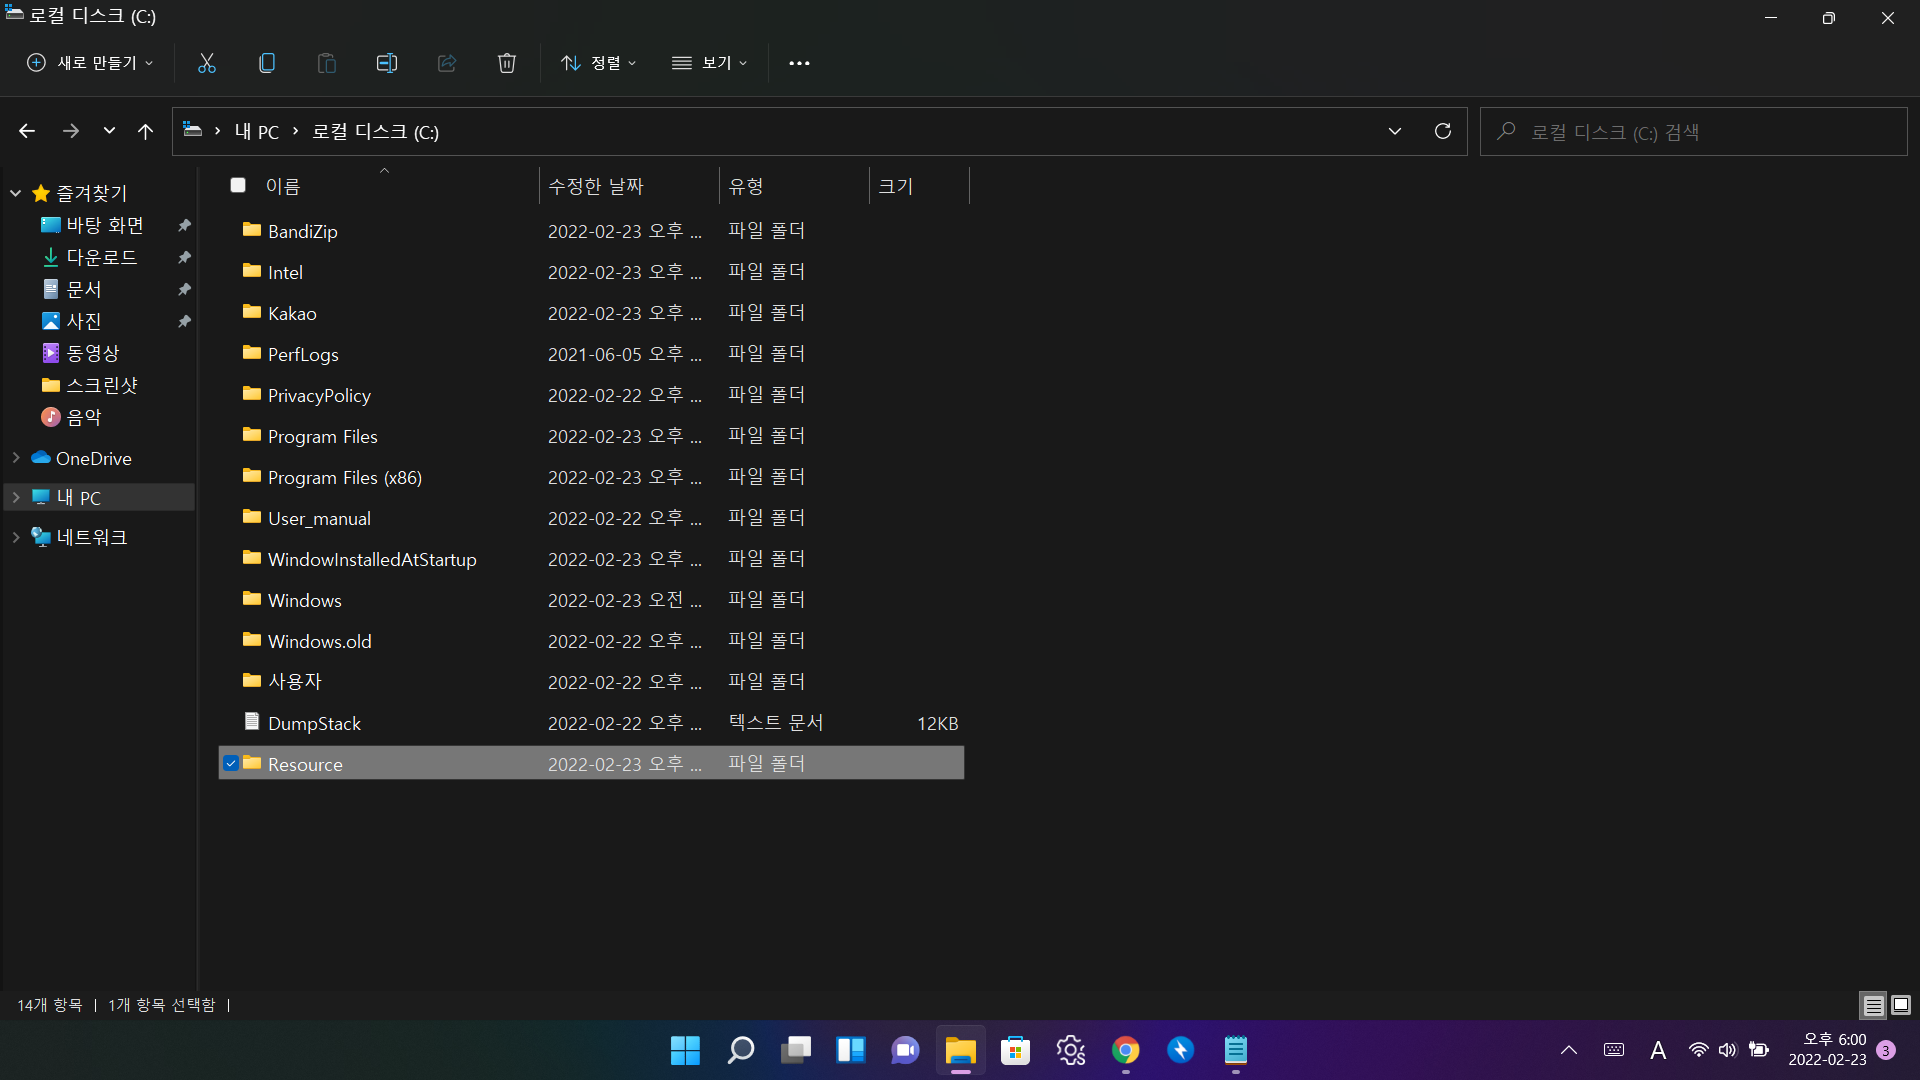 로컬 디스크 (C:)
새로 만들기
정렬
보기
내 PC
로컬 디스크 (C:)
로컬 디스크 (C:) 검색
즐겨찾기
바탕 화면
다운로드
문서
사진
동영상
스크린샷
음악
OneDrive
내 PC
네트워크
이름 수정한 날짜 유형 크기
BandiZip 2022-02-23 오후 ... 파일 폴더
Intel 2022-02-23 오후 ... 파일 폴더
Kakao 2022-02-23 오후 ... 파일 폴더
PerfLogs 2021-06-05 오후 ... 파일 폴더
PrivacyPolicy 2022-02-22 오후 ... 파일 폴더
Program Files 2022-02-23 오후 ... 파일 폴더
Program Files (x86) 2022-02-23 오후 ... 파일 폴더
User_manual 2022-02-22 오후 ... 파일 폴더
WindowInstalledAtStartup 2022-02-23 오후 ... 파일 폴더
Windows 2022-02-23 오전 ... 파일 폴더
Windows.old 2022-02-22 오후 ... 파일 폴더
사용자 2022-02-22 오후 ... 파일 폴더
DumpStack 2022-02-22 오후 ... 텍스트 문서 12KB
Resource 2022-02-23 오후 ... 파일 폴더
14개 항목 | 1개 항목 선택함 |
A
오후 6:00
2022-02-23
3